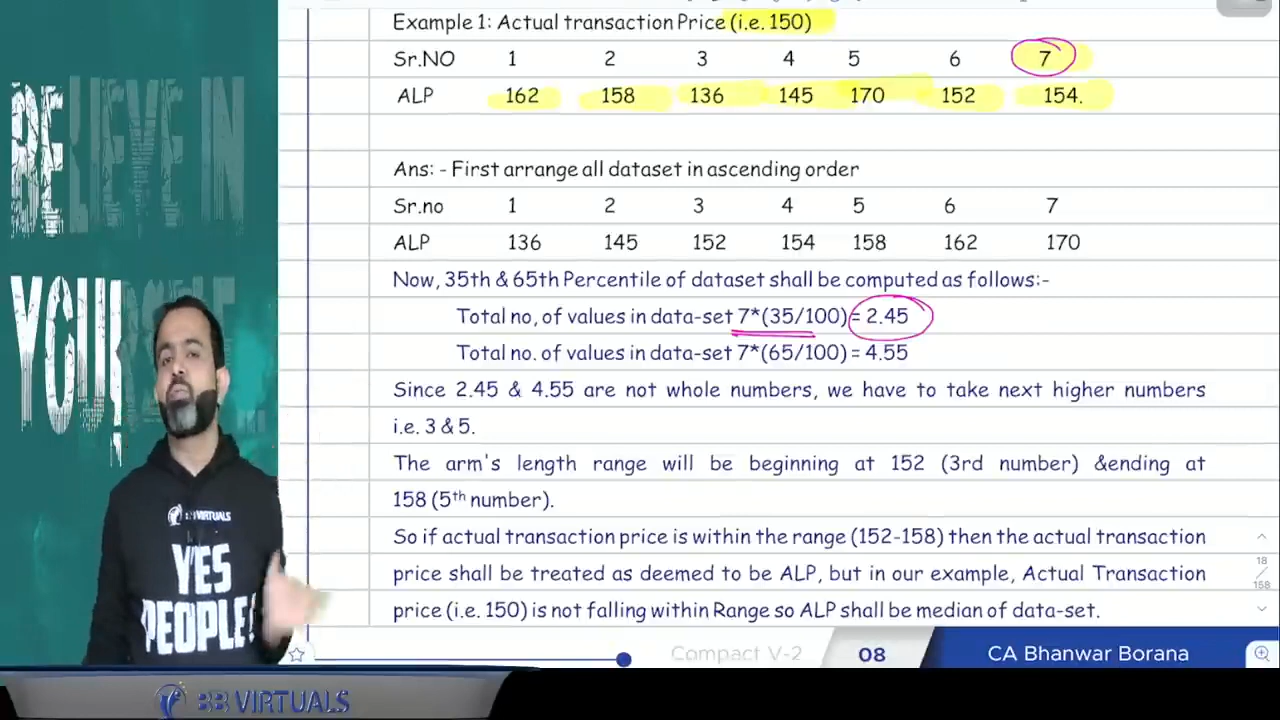 Example 1: Actual transaction Price (i.e. 150)
Sr.NO 1 2 3 4 5 6 7
ALP 162 158 136 145 170 152 154.
Ans: - First arrange all dataset in ascending order
Sr.no 1 2 3 4 5 6 7
ALP 136 145 152 154 158 162 170
Now, 35th & 65th Percentile of dataset shall be computed as follows:-
Total no, of values in data-set 7*(35/100) = 2.45
Total no. of values in data-set 7*(65/100) = 4.55
Since 2.45 & 4.55 are not whole numbers, we have to take next higher numbers
i.e. 3 & 5.
The arm's length range will be beginning at 152 (3rd number) &ending at
158 (5th number).
So if actual transaction price is within the range (152-158) then the actual transaction
price shall be treated as deemed to be ALP, but in our example, Actual Transaction
price (i.e. 150) is not falling within Range so ALP shall be median of data-set.
18
158
Compact V-2 08 CA Bhanwar Borana
BELIEVE IN
BB VIRTUALS
YES
PEOPLE!
BB VIRTUALS